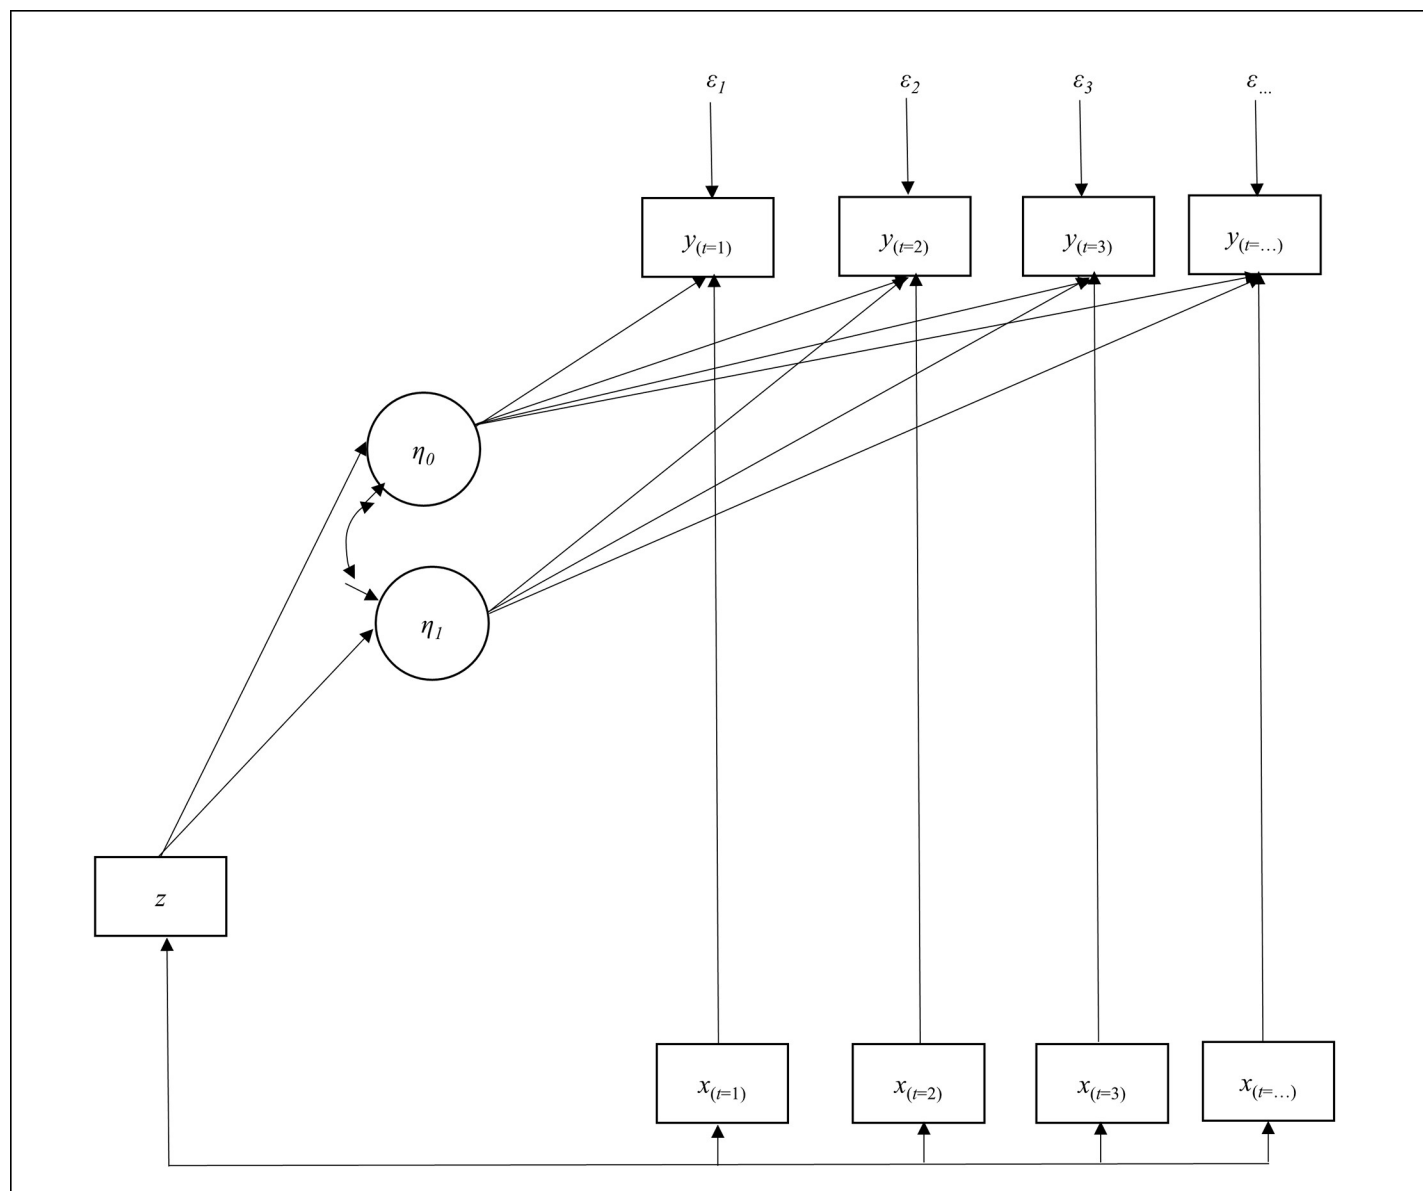 ε1 ε2 ε3 ε...
y(t=1) y(t=2) y(t=3) y(t=…)
η0
η1
z
x(t=1) x(t=2) x(t=3) x(t=…)